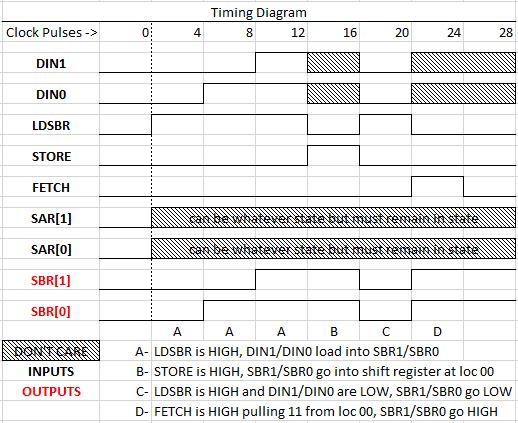 Timing Diagram
Clock Pulses -> 0 4 8 12 16 20 24 28
DIN1
DIN0
LDSBR
STORE
FETCH
SAR[1] can be whatever state but must remain in state
SAR[0] can be whatever state but must remain in state
SBR[1]
SBR[0]
A A A B C D
DON'T CARE A- LDSBR is HIGH, DIN1/DIN0 load into SBR1/SBR0
INPUTS B- STORE is HIGH, SBR1/SBR0 go into shift register at loc 00
OUTPUTS C- LDSBR is HIGH and DIN1/DIN0 are LOW, SBR1/SBR0 go LOW
D- FETCH is HIGH pulling 11 from loc 00, SBR1/SBR0 go HIGH